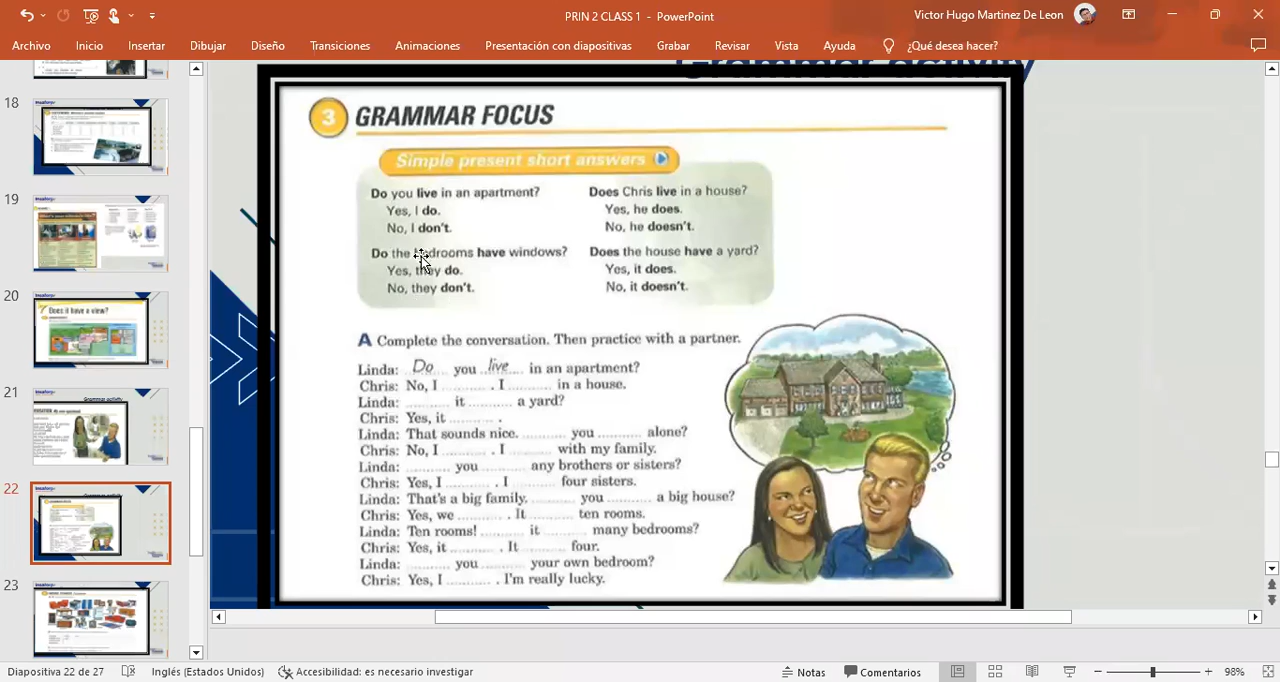 PRIN 2 CLASS 1 - PowerPoint
Victor Hugo Martinez De Leon
Archivo Inicio Insertar Dibujar Diseño Transiciones Animaciones Presentación con diapositivas Grabar Revisar Vista Ayuda ¿Qué desea hacer?
18
19
20
Does it have a view?
21
22
23
Grammar activity
3 GRAMMAR FOCUS
Simple present short answers
Do you live in an apartment?
Yes, I do.
No, I don't.
Does Chris live in a house?
Yes, he does.
No, he doesn't.
Do the bedrooms have windows?
Yes, they do.
No, they don't.
Does the house have a yard?
Yes, it does.
No, it doesn't.
A Complete the conversation. Then practice with a partner.
Linda: Do you live in an apartment?
Chris: No, I .......... . I .......... in a house.
Linda: .......... it .......... a yard?
Chris: Yes, it .......... .
Linda: That sounds nice. .......... you .......... alone?
Chris: No, I .......... . I .......... with my family.
Linda: .......... you .......... any brothers or sisters?
Chris: Yes, I .......... . I .......... four sisters.
Linda: That's a big family. .......... you .......... a big house?
Chris: Yes, we .......... . It .......... ten rooms.
Linda: Ten rooms! .......... it .......... many bedrooms?
Chris: Yes, it .......... . It .......... four.
Linda: .......... you .......... your own bedroom?
Chris: Yes, I .......... . I'm really lucky.
Diapositiva 22 de 27 Inglés (Estados Unidos) Accesibilidad: es necesario investigar Notas Comentarios 98%